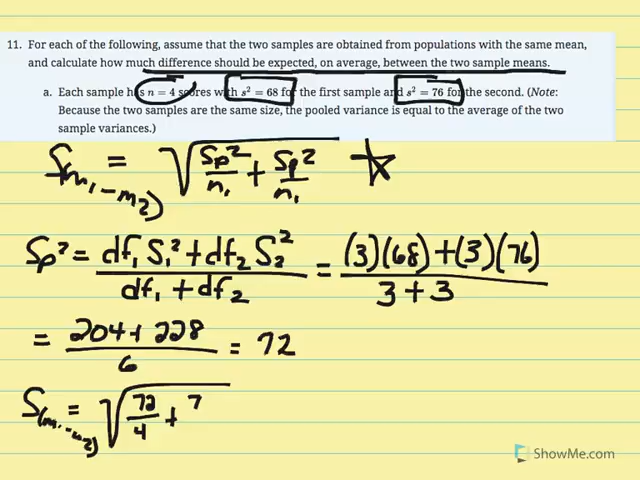 11. For each of the following, assume that the two samples are obtained from populations with the same mean,
and calculate how much difference should be expected, on average, between the two sample means.
a. Each sample has n = 4 scores with s² = 68 for the first sample and s² = 76 for the second. (Note:
Because the two samples are the same size, the pooled variance is equal to the average of the two
sample variances.)
S(m₁-m₂) = √(Sp²/n₁ + Sp²/n₁)
Sp² = (df₁S₁² + df₂S₂²)/(df₁ + df₂) = ((3)(68) + (3)(76))/(3 + 3)
= (204 + 228)/6 = 72
S(m₁-m₂) = √(72/4 + 7
ShowMe.com